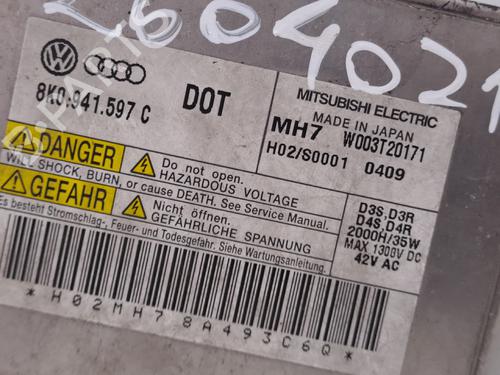 2604021
8K0.941.597 C
DOT
MITSUBISHI ELECTRIC
MADE IN JAPAN
MH7 W003T20171
H02/S0001 0409
DANGER
Do not open.
HAZARDOUS VOLTAGE
WILL SHOCK, BURN, or cause DEATH. See Service Manual.
GEFAHR
Nicht öffnen.
GEFÄHRLICHE SPANNUNG
Es besteht Stromschlag-, Feuer- und Todesgefahr. Siehe Wartungsanleitung.
D3S,D3R
D4S,D4R
2000H/35W
MAX 1300V DC
42V AC
*H02MH78A493C6Q*